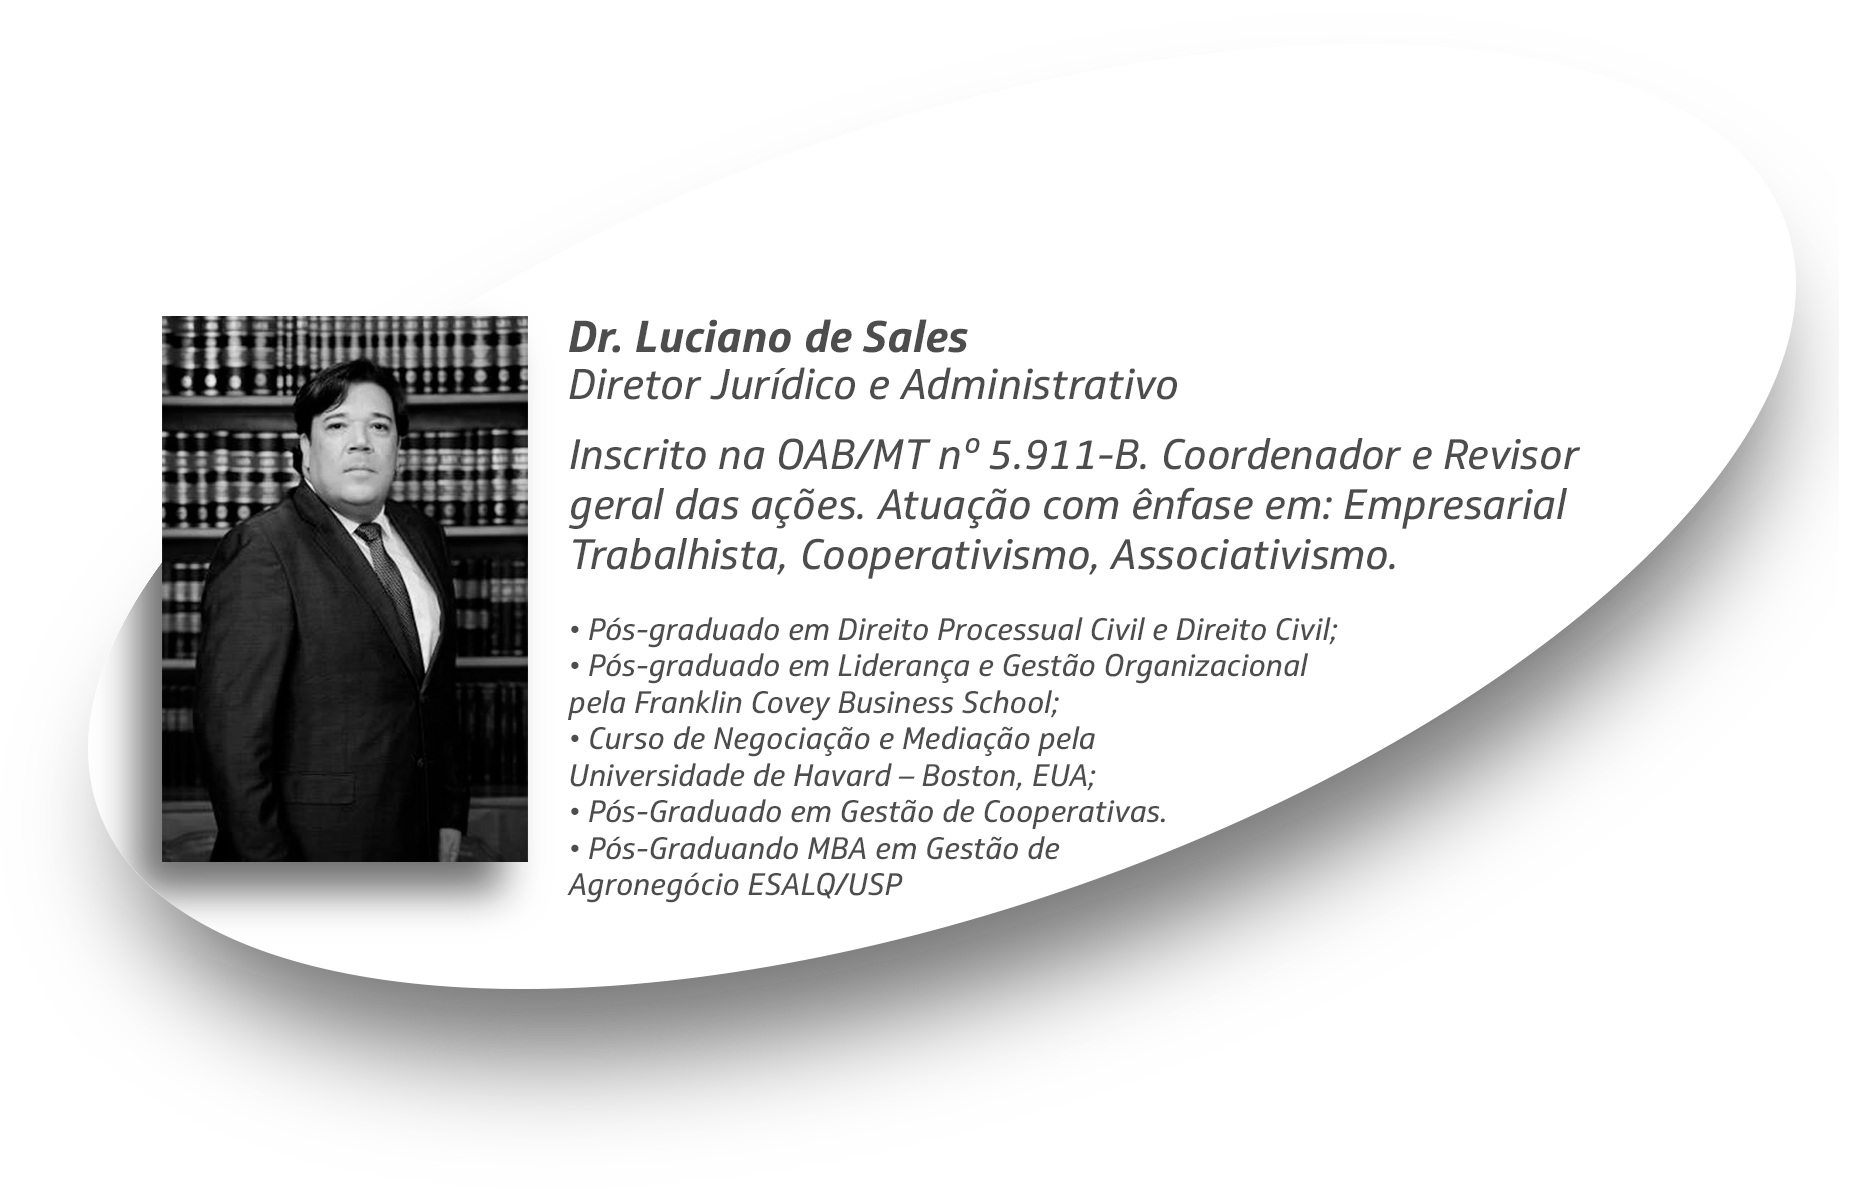 Dr. Luciano de Sales
Diretor Jurídico e Administrativo
Inscrito na OAB/MT nº 5.911-B. Coordenador e Revisor
geral das ações. Atuação com ênfase em: Empresarial
Trabalhista, Cooperativismo, Associativismo.
• Pós-graduado em Direito Processual Civil e Direito Civil;
• Pós-graduado em Liderança e Gestão Organizacional
pela Franklin Covey Business School;
• Curso de Negociação e Mediação pela
Universidade de Havard – Boston, EUA;
• Pós-Graduado em Gestão de Cooperativas.
• Pós-Graduando MBA em Gestão de
Agronegócio ESALQ/USP